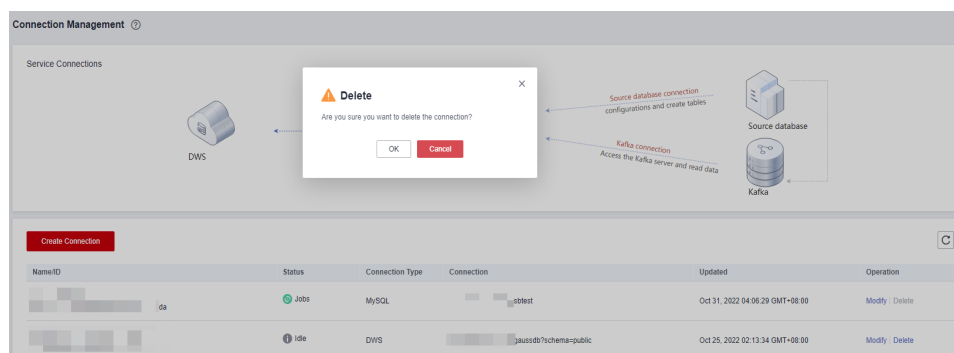 Connection Management
Service Connections
Delete
Are you sure you want to delete the connection?
OK Cancel
Source database connection
configurations and create tables
Source database
Kafka connection
Access the Kafka server and read data
DWS
Kafka
Create Connection
Name/ID Status Connection Type Connection Updated Operation
da Jobs MySQL sbtest Oct 31, 2022 04:06:29 GMT+08:00 Modify Delete
Idle DWS gaussdb?schema=public Oct 25, 2022 02:13:34 GMT+08:00 Modify Delete